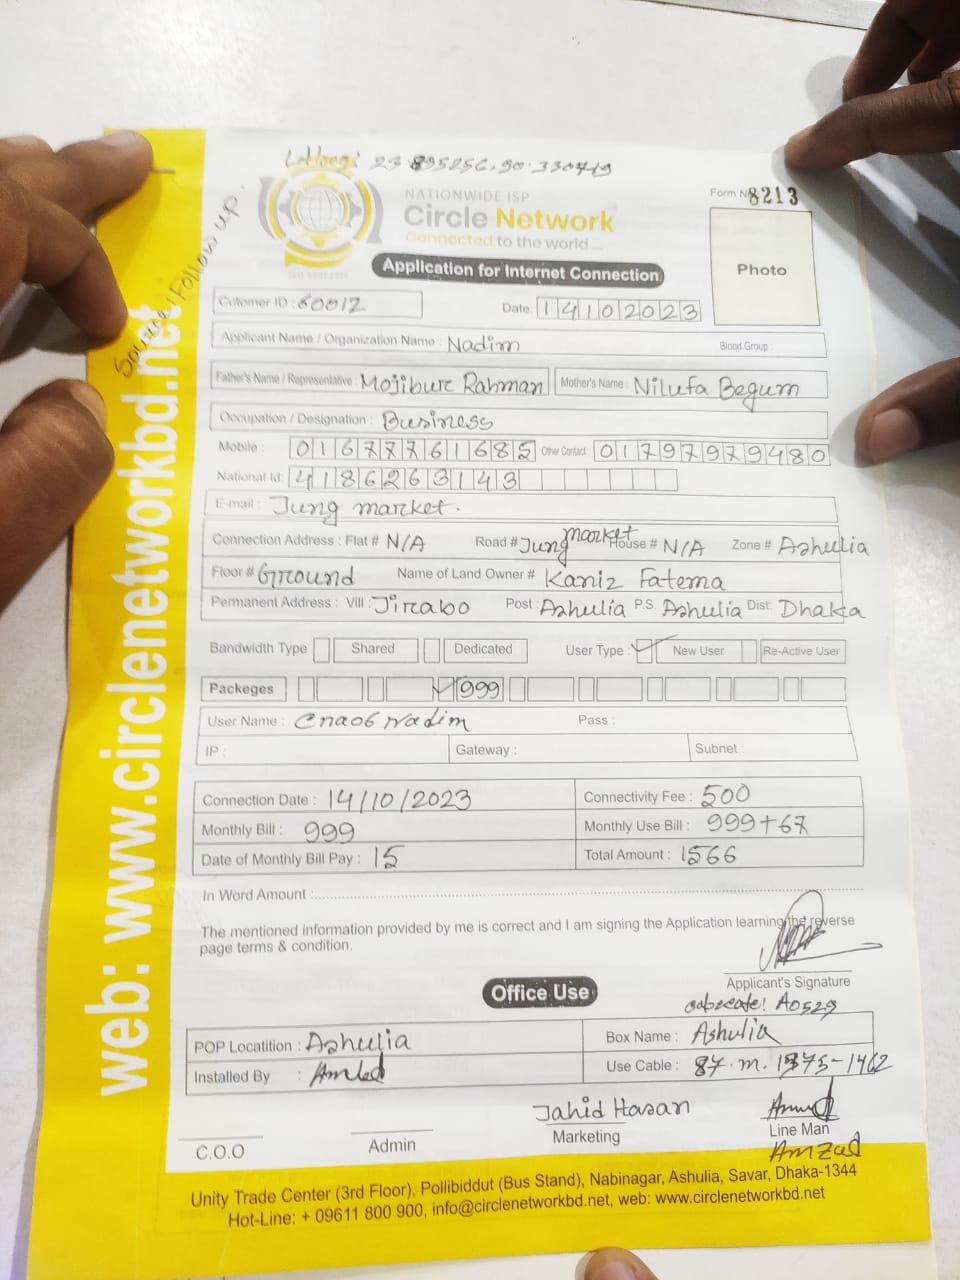 23 895256.90.330719
Source: Follow up.
NATIONWIDE ISP
Circle Network
Connected to the world....
Form No 8213
Photo
Application for Internet Connection
Cutomer ID : 60012
Date: 14102023
Applicant Name / Organization Name : Nadim Blood Group :
Father's Name / Representative : Mojibur Rahman Mother's Name : Nilufa Begum
Occupation / Designation : Business
Mobile : 01677761685 Other Contact : 01797979480
National Id: 4186263143
E-mail : Jung market.
Connection Address : Flat # N/A Road # Jung market House # N/A Zone # Ashulia
Floor # Ground Name of Land Owner # Kaniz Fatema
Permanent Address : Vill : Jirabo Post : Ashulia P.S. Ashulia Dist: Dhaka
Bandwidth Type Shared Dedicated User Type : New User Re-Active User
Packeges 999
User Name : Cna06nadim Pass :
IP : Gateway : Subnet :
Connection Date : 14/10/2023 Connectivity Fee : 500
Monthly Bill : 999 Monthly Use Bill : 999+67
Date of Monthly Bill Pay : 15 Total Amount : 1566
In Word Amount :
The mentioned information provided by me is correct and I am signing the Application learning the reverse
page terms & condition.
Applicant's Signature
A0529
Office Use
POP Locatition : Ashulia Box Name : Ashulia
Installed By : Use Cable : 87.m. 1375-1462
Jahid Hasan
C.O.O Admin Marketing Line Man
Amzad
Unity Trade Center (3rd Floor), Pollibiddut (Bus Stand), Nabinagar, Ashulia, Savar, Dhaka-1344
Hot-Line: + 09611 800 900, info@circlenetworkbd.net, web: www.circlenetworkbd.net
web: www.circlenetworkbd.net